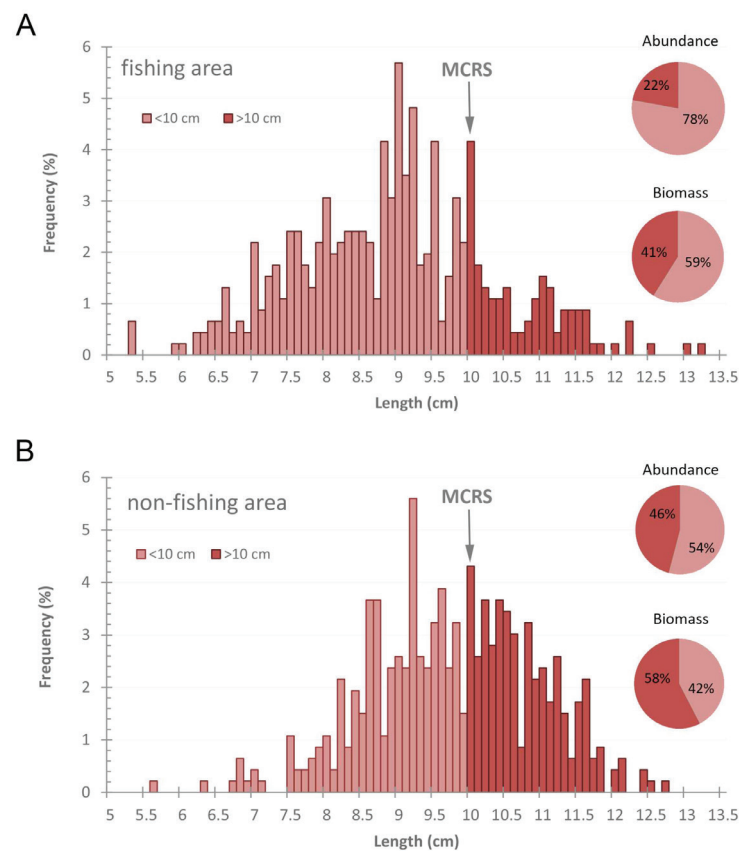 A
fishing area
<10 cm >10 cm
MCRS
Abundance
22%
78%
Biomass
41%
59%
Frequency (%)
6
5
4
3
2
1
0
5 5.5 6 6.5 7 7.5 8 8.5 9 9.5 10 10.5 11 11.5 12 12.5 13 13.5
Length (cm)
B
non-fishing area
<10 cm >10 cm
MCRS
Abundance
46%
54%
Biomass
58%
42%
Frequency (%)
6
5
4
3
2
1
0
5 5.5 6 6.5 7 7.5 8 8.5 9 9.5 10 10.5 11 11.5 12 12.5 13 13.5
Length (cm)